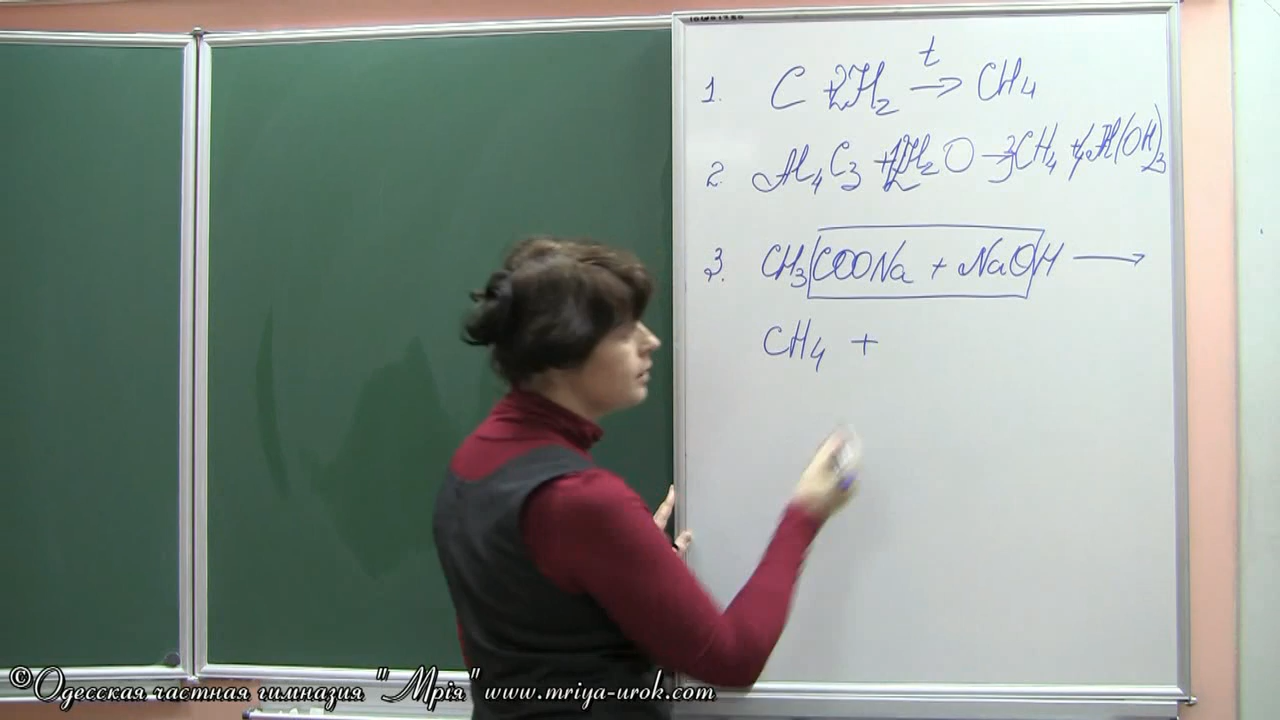 t
1. C + 2H₂ → CH₄
2. Al₄C₃ + 12H₂O → 3CH₄ + 4Al(OH)₃
3. CH₃COONa + NaOH →
CH₄ +
©Одесская частная гимназия "Мрія" www.mriya-urok.com